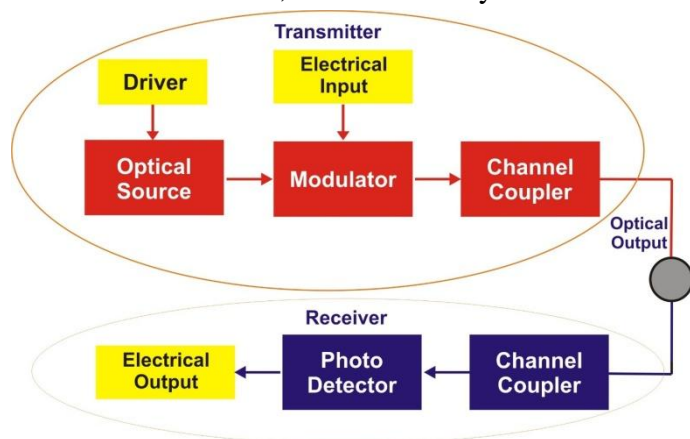 Transmitter
Driver
Electrical
Input
Optical
Source
Modulator
Channel
Coupler
Optical
Output
Receiver
Electrical
Output
Photo
Detector
Channel
Coupler